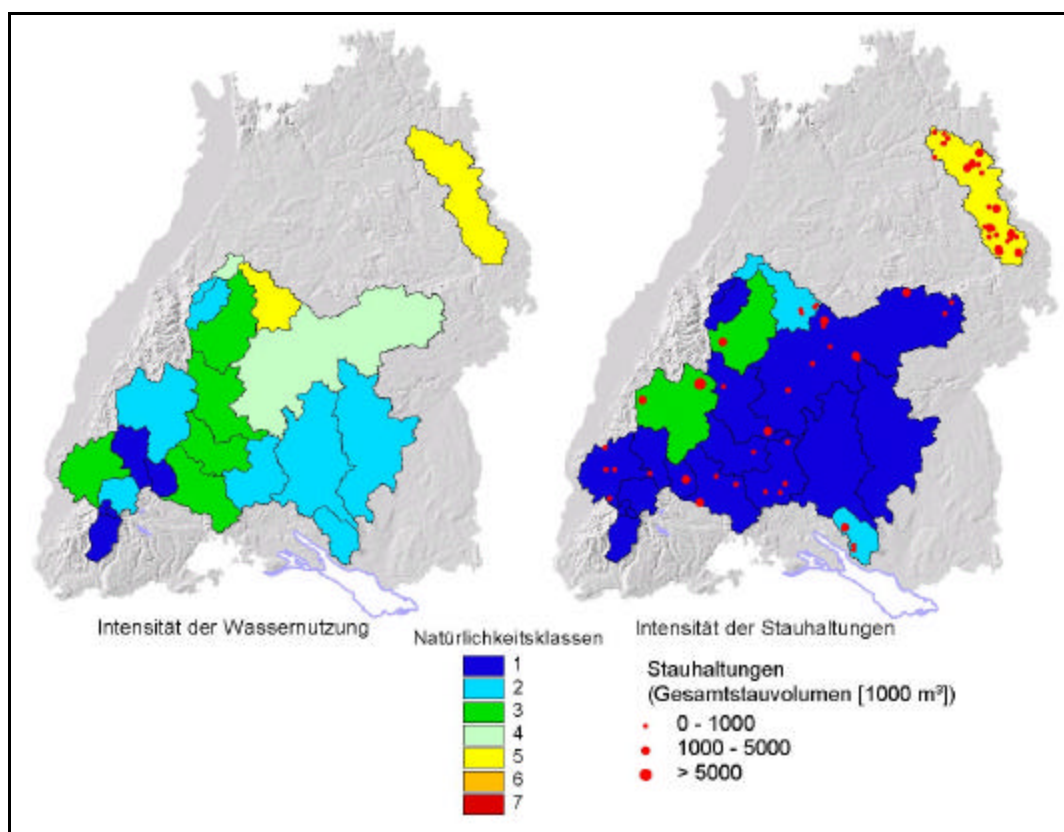 Intensität der Wassernutzung
Intensität der Stauhaltungen
Natürlichkeitsklassen
1
2
3
4
5
6
7
Stauhaltungen
(Gesamtstauvolumen [1000 m³])
0 - 1000
1000 - 5000
> 5000